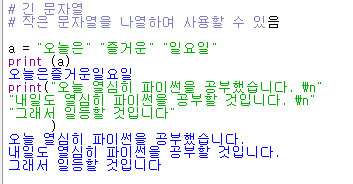 # 긴 문자열
# 작은 문자열을 나열하여 사용할 수 있음
a = "오늘은" "즐거운" "일요일"
print (a)
오늘은즐거운일요일
print("오늘 열심히 파이썬을 공부했습니다. ₩n"
"내일도 열심히 파이썬을 공부할 것입니다. ₩n"
"그래서 일등할 것입니다"
)
오늘 열심히 파이썬을 공부했습니다.
내일도 열심히 파이썬을 공부할 것입니다.
그래서 일등할 것입니다